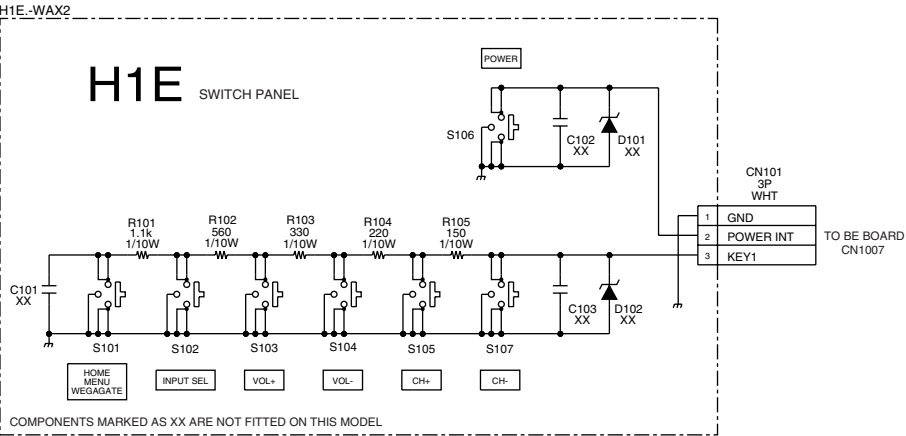 H1E.-WAX2
H1E SWITCH PANEL
POWER
S106
C102
XX
D101
XX
CN101
3P
WHT
1 GND
2 POWER INT
3 KEY1
TO BE BOARD
CN1007
R101
1.1k
1/10W
R102
560
1/10W
R103
330
1/10W
R104
220
1/10W
R105
150
1/10W
C101
XX
C103
XX
D102
XX
S101
S102
S103
S104
S105
S107
HOME
MENU
WEGAGATE
INPUT SEL
VOL+
VOL-
CH+
CH-
COMPONENTS MARKED AS XX ARE NOT FITTED ON THIS MODEL